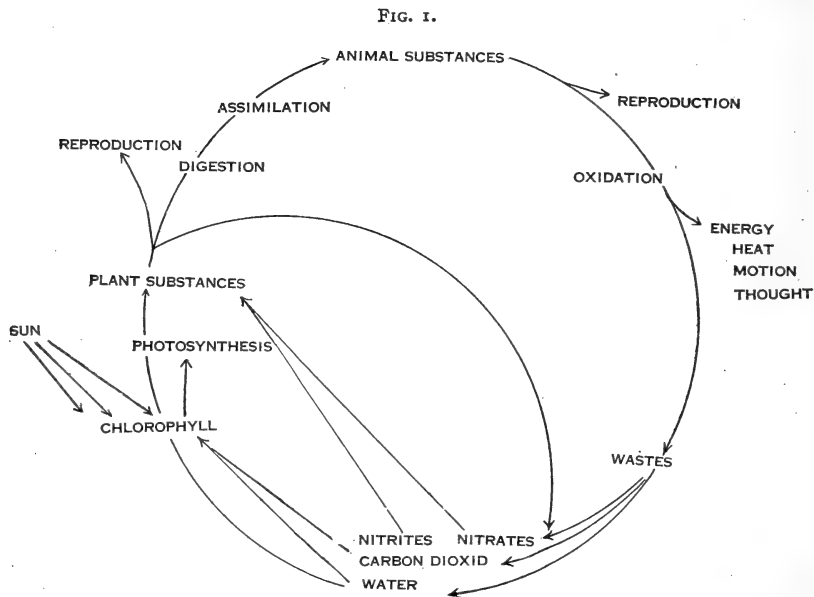 FIG. 1.
ANIMAL SUBSTANCES
REPRODUCTION
ASSIMILATION
REPRODUCTION
DIGESTION
OXIDATION
ENERGY
HEAT
MOTION
THOUGHT
PLANT SUBSTANCES
SUN
PHOTOSYNTHESIS
CHLOROPHYLL
WASTES
NITRITES NITRATES
CARBON DIOXID
WATER